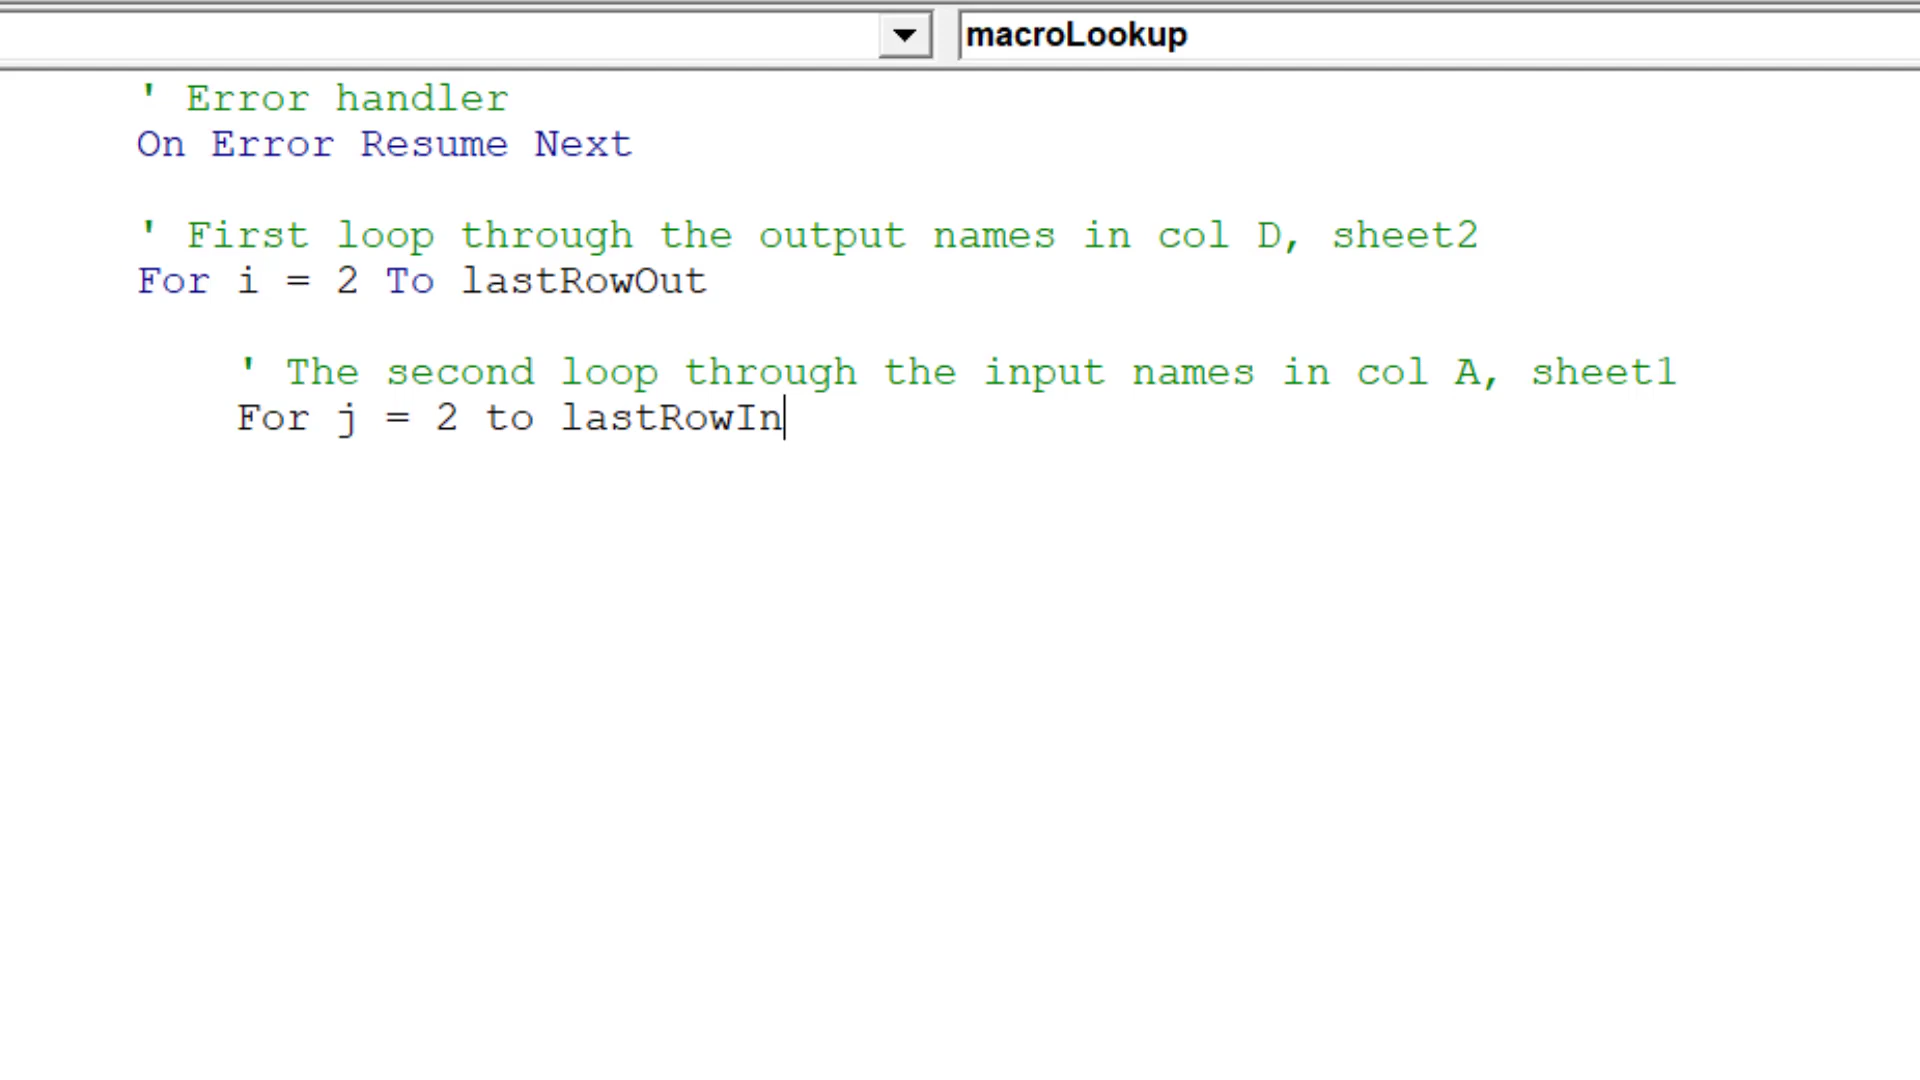 macroLookup
' Error handler
On Error Resume Next
' First loop through the output names in col D, sheet2
For i = 2 To lastRowOut
' The second loop through the input names in col A, sheet1
For j = 2 to lastRowIn